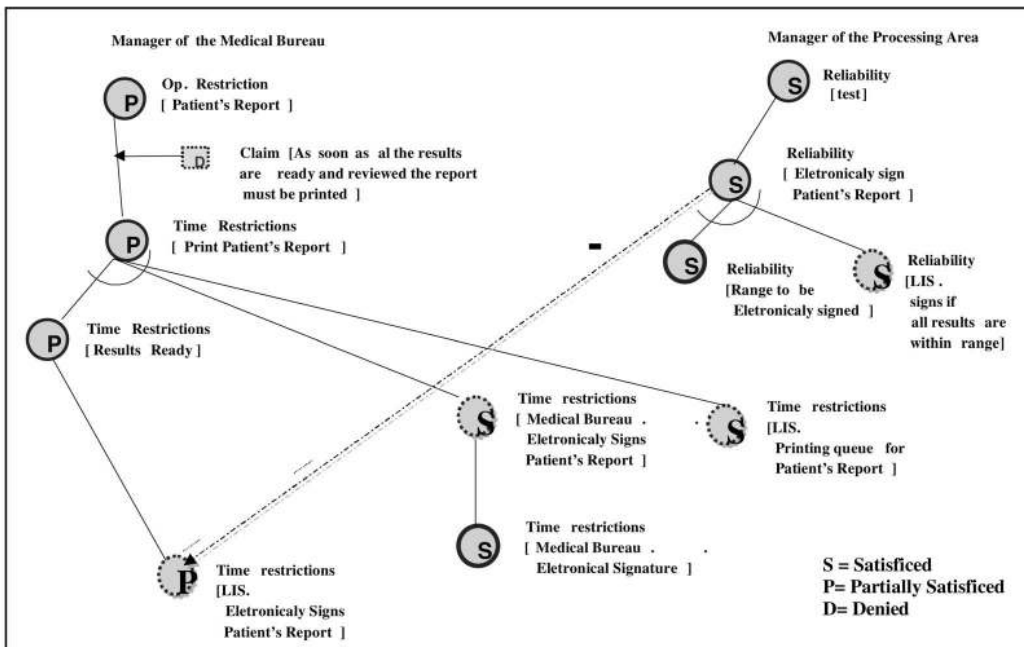 Manager of the Medical Bureau
P
Op. Restriction
[ Patient's Report ]
D
Claim [As soon as al the results
are ready and reviewed the report
must be printed ]
P
Time Restrictions
[ Print Patient's Report ]
P
Time Restrictions
[ Results Ready ]
Manager of the Processing Area
S
Reliability
[test]
S
Reliability
[ Eletronicaly sign
Patient's Report ]
-
S
Reliability
[Range to be
Eletronicaly signed ]
S
Reliability
[LIS .
signs if
all results are
within range]
S
Time restrictions
[ Medical Bureau . .
Eletronicaly Signs
Patient's Report ]
S
Time restrictions
[LIS.
Printing queue for
Patient's Report ]
S
Time restrictions
[ Medical Bureau . .
Eletronical Signature ]
P
Time restrictions
[LIS.
Eletronicaly Signs
Patient's Report ]
S = Satisficed
P= Partially Satisficed
D= Denied